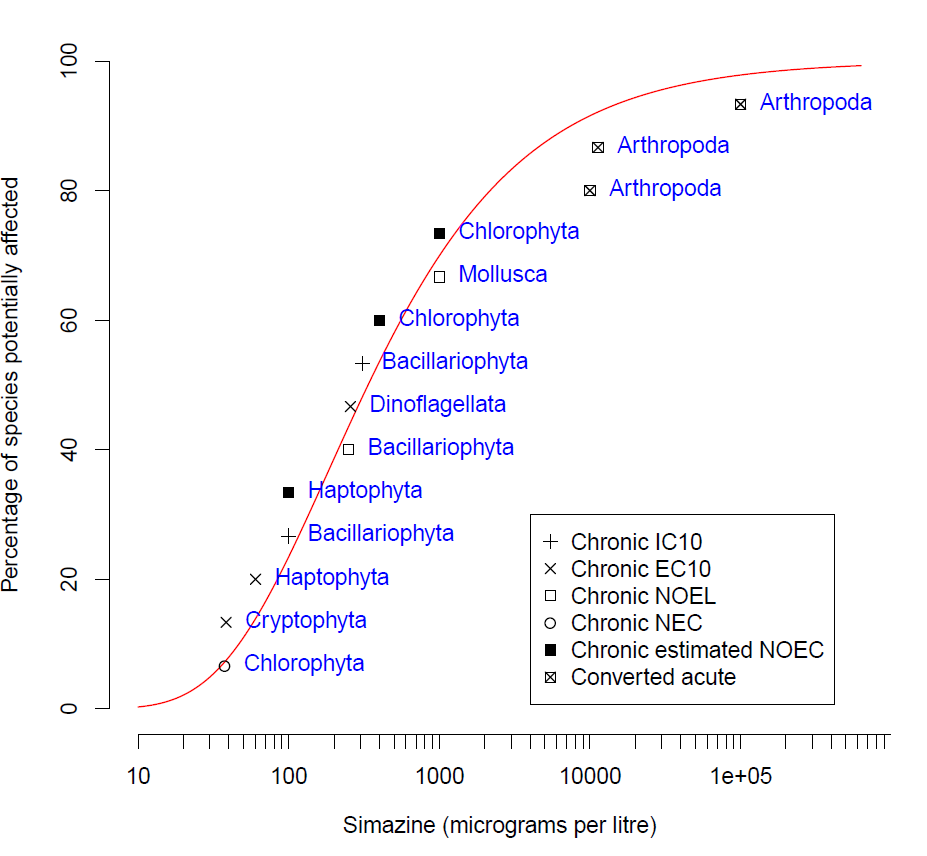 100
80
60
40
20
0
Percentage of species potentially affected
Arthropoda
Arthropoda
Arthropoda
Chlorophyta
Mollusca
Chlorophyta
Bacillariophyta
Dinoflagellata
Bacillariophyta
Haptophyta
Bacillariophyta
Haptophyta
Cryptophyta
Chlorophyta
Chronic IC10
Chronic EC10
Chronic NOEL
Chronic NEC
Chronic estimated NOEC
Converted acute
10 100 1000 10000 1e+05
Simazine (micrograms per litre)